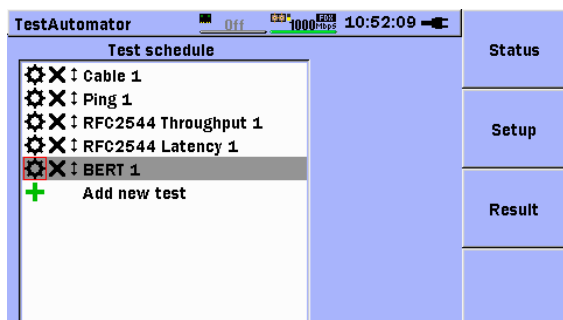 TestAutomator Off 1000 FDX Mbps 10:52:09
Test schedule
Cable 1
Ping 1
RFC2544 Throughput 1
RFC2544 Latency 1
BERT 1
Add new test
Status
Setup
Result